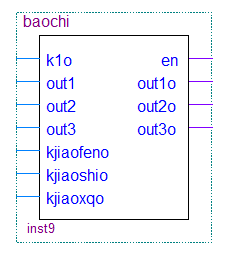 baochi
k1o en
out1 out1o
out2 out2o
out3 out3o
kjiaofeno
kjiaoshio
kjiaoxqo
inst9